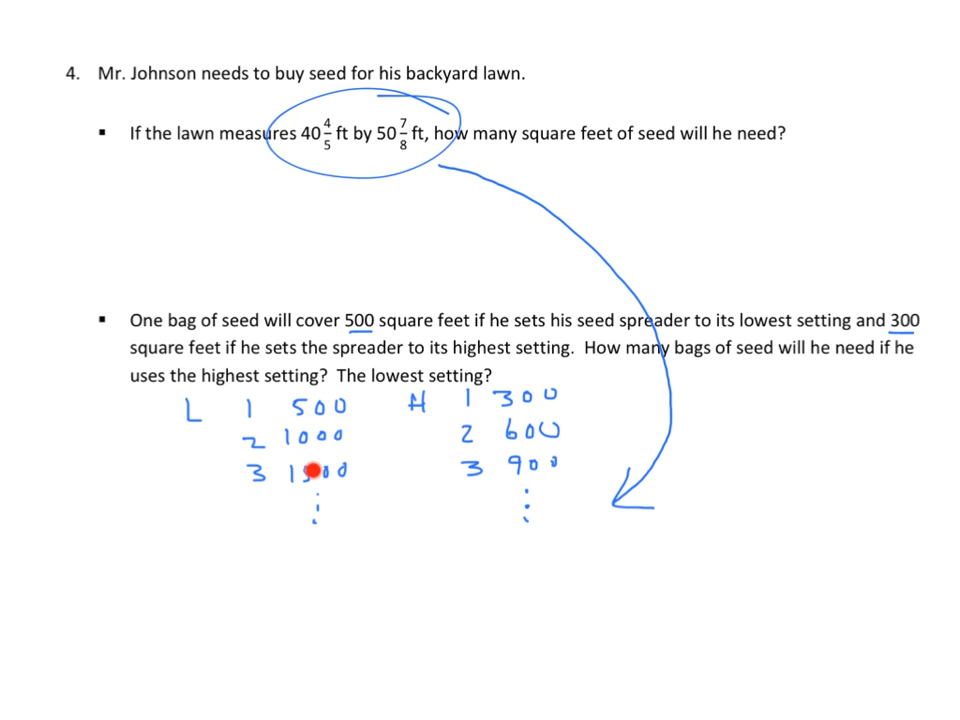 4. Mr. Johnson needs to buy seed for his backyard lawn.
▪ If the lawn measures 40 4/5 ft by 50 7/8 ft, how many square feet of seed will he need?
▪ One bag of seed will cover 500 square feet if he sets his seed spreader to its lowest setting and 300
square feet if he sets the spreader to its highest setting. How many bags of seed will he need if he
uses the highest setting? The lowest setting?
L 1 500 H 1 300
2 1000 2 600
3 1500 3 900
⋮ ⋮